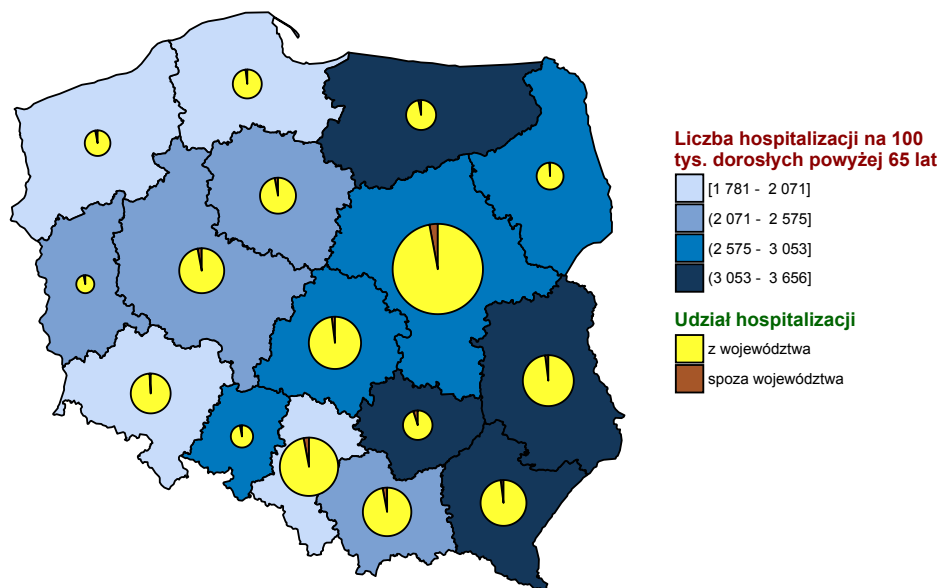 Liczba hospitalizacji na 100
tys. dorosłych powyżej 65 lat
[1 781 - 2 071]
(2 071 - 2 575]
(2 575 - 3 053]
(3 053 - 3 656]
Udział hospitalizacji
z województwa
spoza województwa